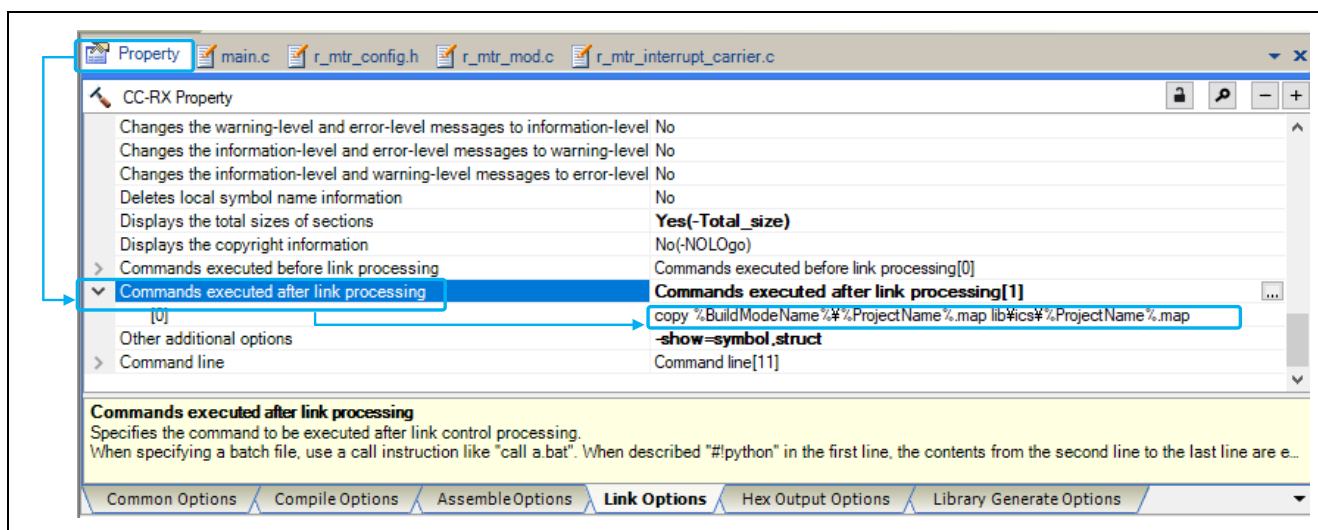 Property main.c r_mtr_config.h r_mtr_mod.c r_mtr_interrupt_carrier.c
CC-RX Property
Changes the warning-level and error-level messages to information-level No
Changes the information-level and error-level messages to warning-level No
Changes the information-level and warning-level messages to error-level No
Deletes local symbol name information No
Displays the total sizes of sections Yes(-Total_size)
Displays the copyright information No(-NOLOgo)
Commands executed before link processing Commands executed before link processing[0]
Commands executed after link processing Commands executed after link processing[1] ...
[0] copy %BuildModeName%¥%ProjectName%.map lib¥ics¥%ProjectName%.map
Other additional options -show=symbol,struct
Command line Command line[11]
Commands executed after link processing
Specifies the command to be executed after link control processing.
When specifying a batch file, use a call instruction like "call a.bat". When described "#!python" in the first line, the contents from the second line to the last line are e...
Common Options Compile Options Assemble Options Link Options Hex Output Options Library Generate Options